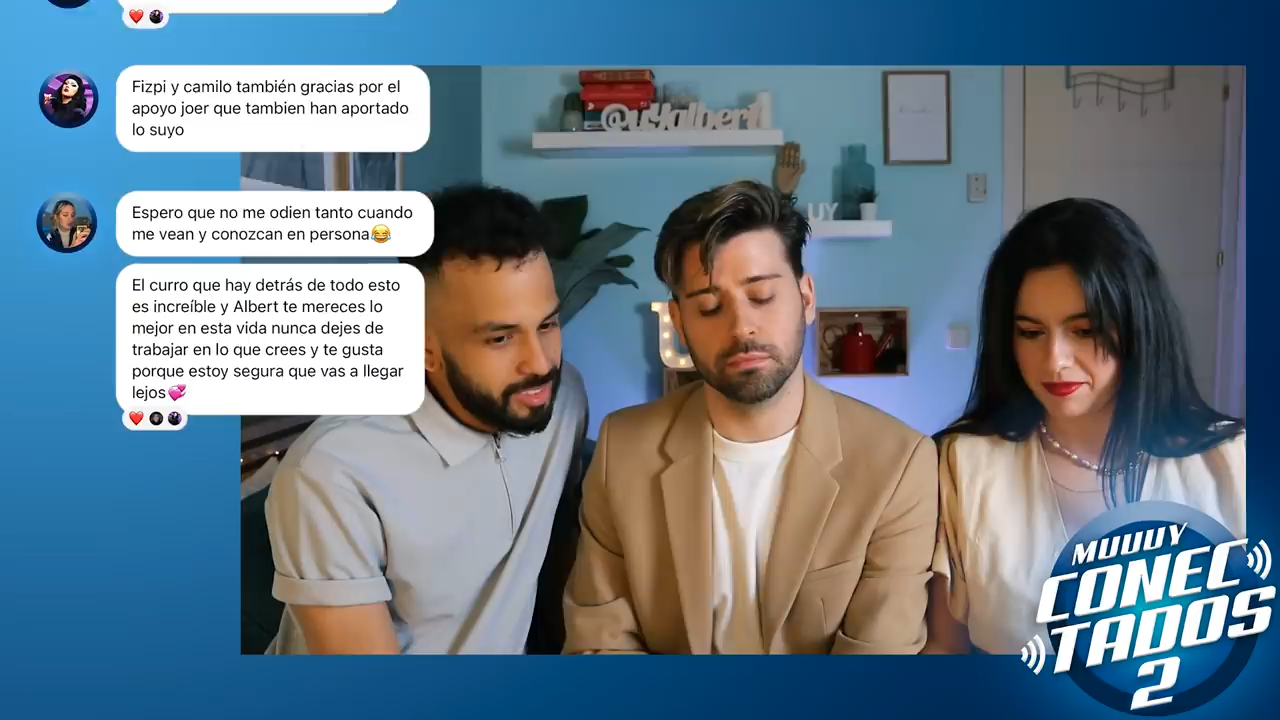 Fizpi y camilo también gracias por el
apoyo joer que tambien han aportado
lo suyo
Espero que no me odien tanto cuando
me vean y conozcan en persona😂
El curro que hay detrás de todo esto
es increíble y Albert te mereces lo
mejor en esta vida nunca dejes de
trabajar en lo que crees y te gusta
porque estoy segura que vas a llegar
lejos💞
@uyalbert
UY
U
MUUUY
CONEC
TADOS
2